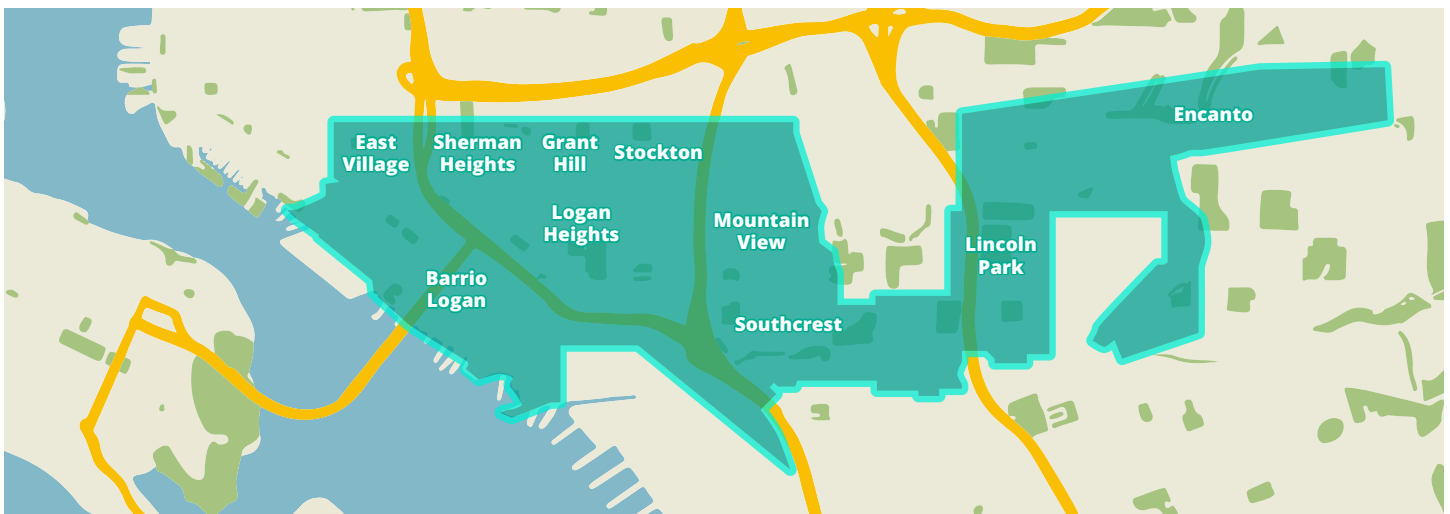 East
Village
Sherman
Heights
Grant
Hill
Stockton
Encanto
Logan
Heights
Mountain
View
Lincoln
Park
Barrio
Logan
Southcrest